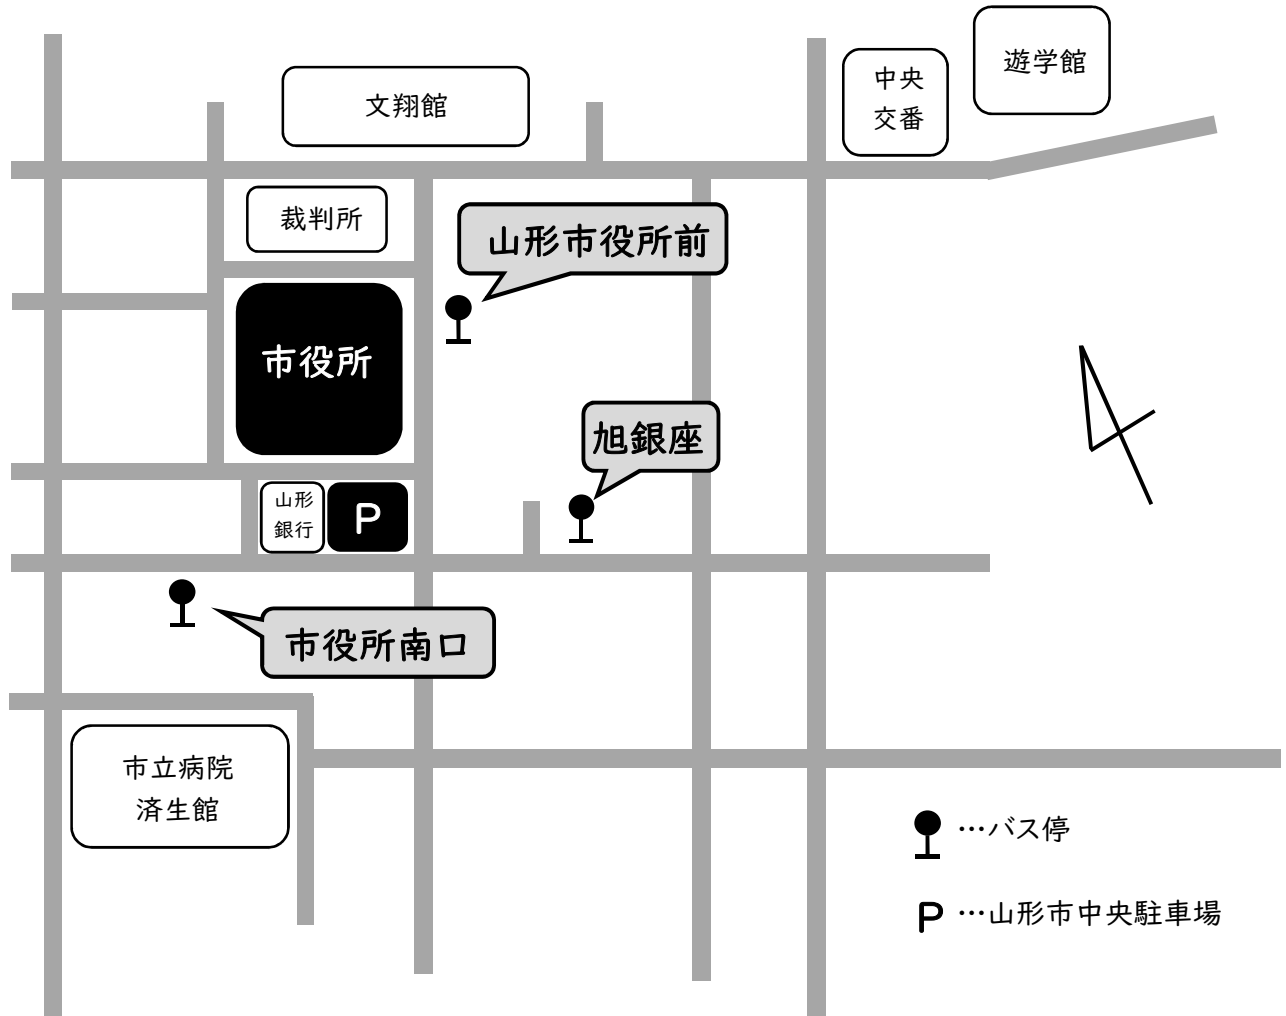 遊学館
中央
交番
文翔館
裁判所
山形市役所前
市役所
旭銀座
山形
銀行
P
市役所南口
市立病院
済生館
…バス停
P …山形市中央駐車場